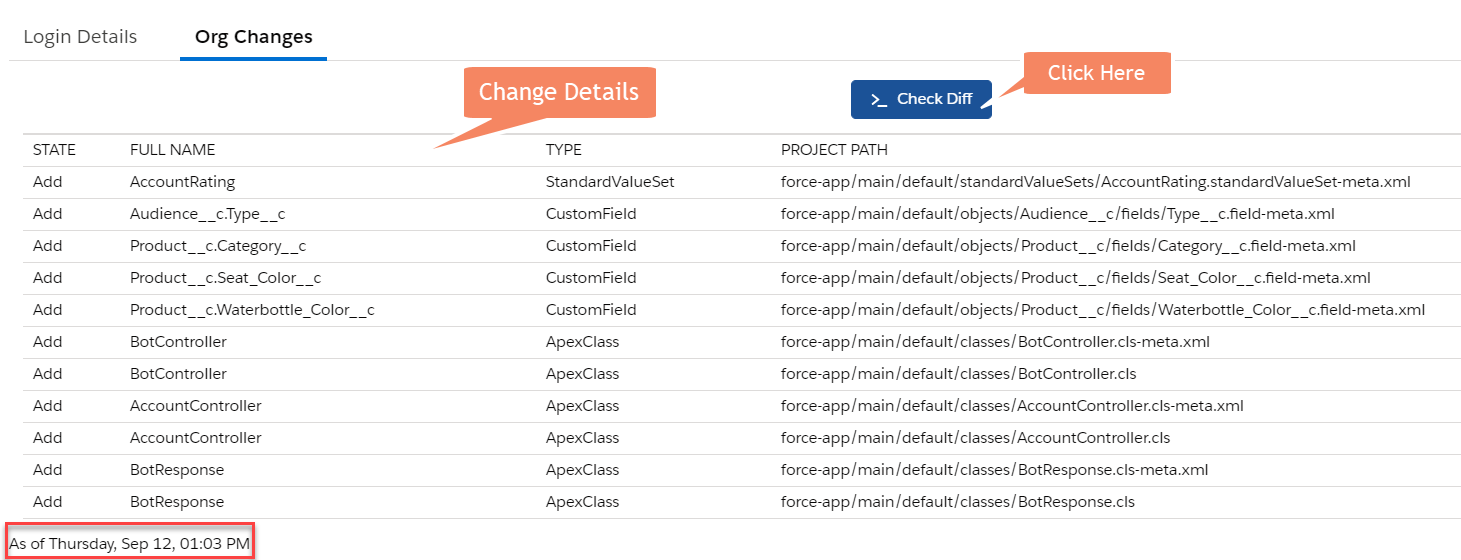 Login Details Org Changes
Click Here
Change Details
>_ Check Diff
STATE FULL NAME TYPE PROJECT PATH
Add AccountRating StandardValueSet force-app/main/default/standardValueSets/AccountRating.standardValueSet-meta.xml
Add Audience__c.Type__c CustomField force-app/main/default/objects/Audience__c/fields/Type__c.field-meta.xml
Add Product__c.Category__c CustomField force-app/main/default/objects/Product__c/fields/Category__c.field-meta.xml
Add Product__c.Seat_Color__c CustomField force-app/main/default/objects/Product__c/fields/Seat_Color__c.field-meta.xml
Add Product__c.Waterbottle_Color__c CustomField force-app/main/default/objects/Product__c/fields/Waterbottle_Color__c.field-meta.xml
Add BotController ApexClass force-app/main/default/classes/BotController.cls-meta.xml
Add BotController ApexClass force-app/main/default/classes/BotController.cls
Add AccountController ApexClass force-app/main/default/classes/AccountController.cls-meta.xml
Add AccountController ApexClass force-app/main/default/classes/AccountController.cls
Add BotResponse ApexClass force-app/main/default/classes/BotResponse.cls-meta.xml
Add BotResponse ApexClass force-app/main/default/classes/BotResponse.cls
As of Thursday, Sep 12, 01:03 PM